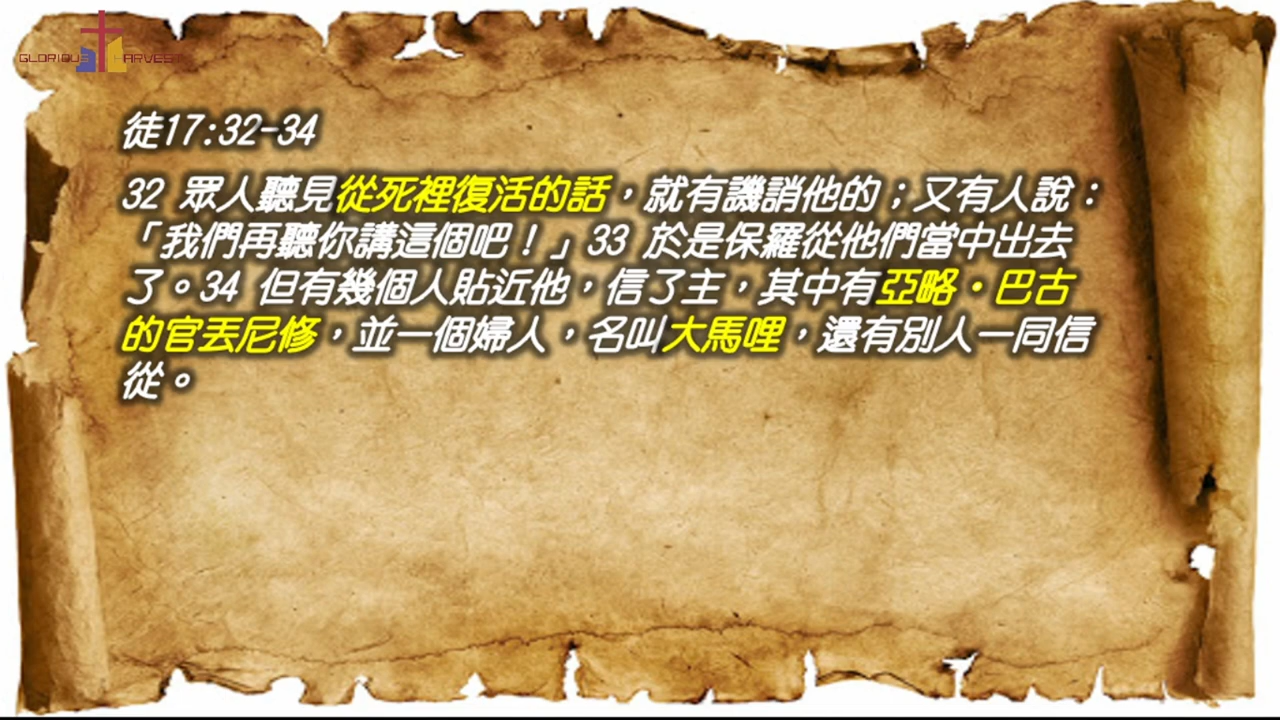 GLORIOUS HARVEST
徒17:32-34
32 眾人聽見從死裡復活的話，就有譏誚他的；又有人說：
「我們再聽你講這個吧！」33 於是保羅從他們當中出去
了。34 但有幾個人貼近他，信了主，其中有亞略•巴古
的官丟尼修，並一個婦人，名叫大馬哩，還有別人一同信
從。